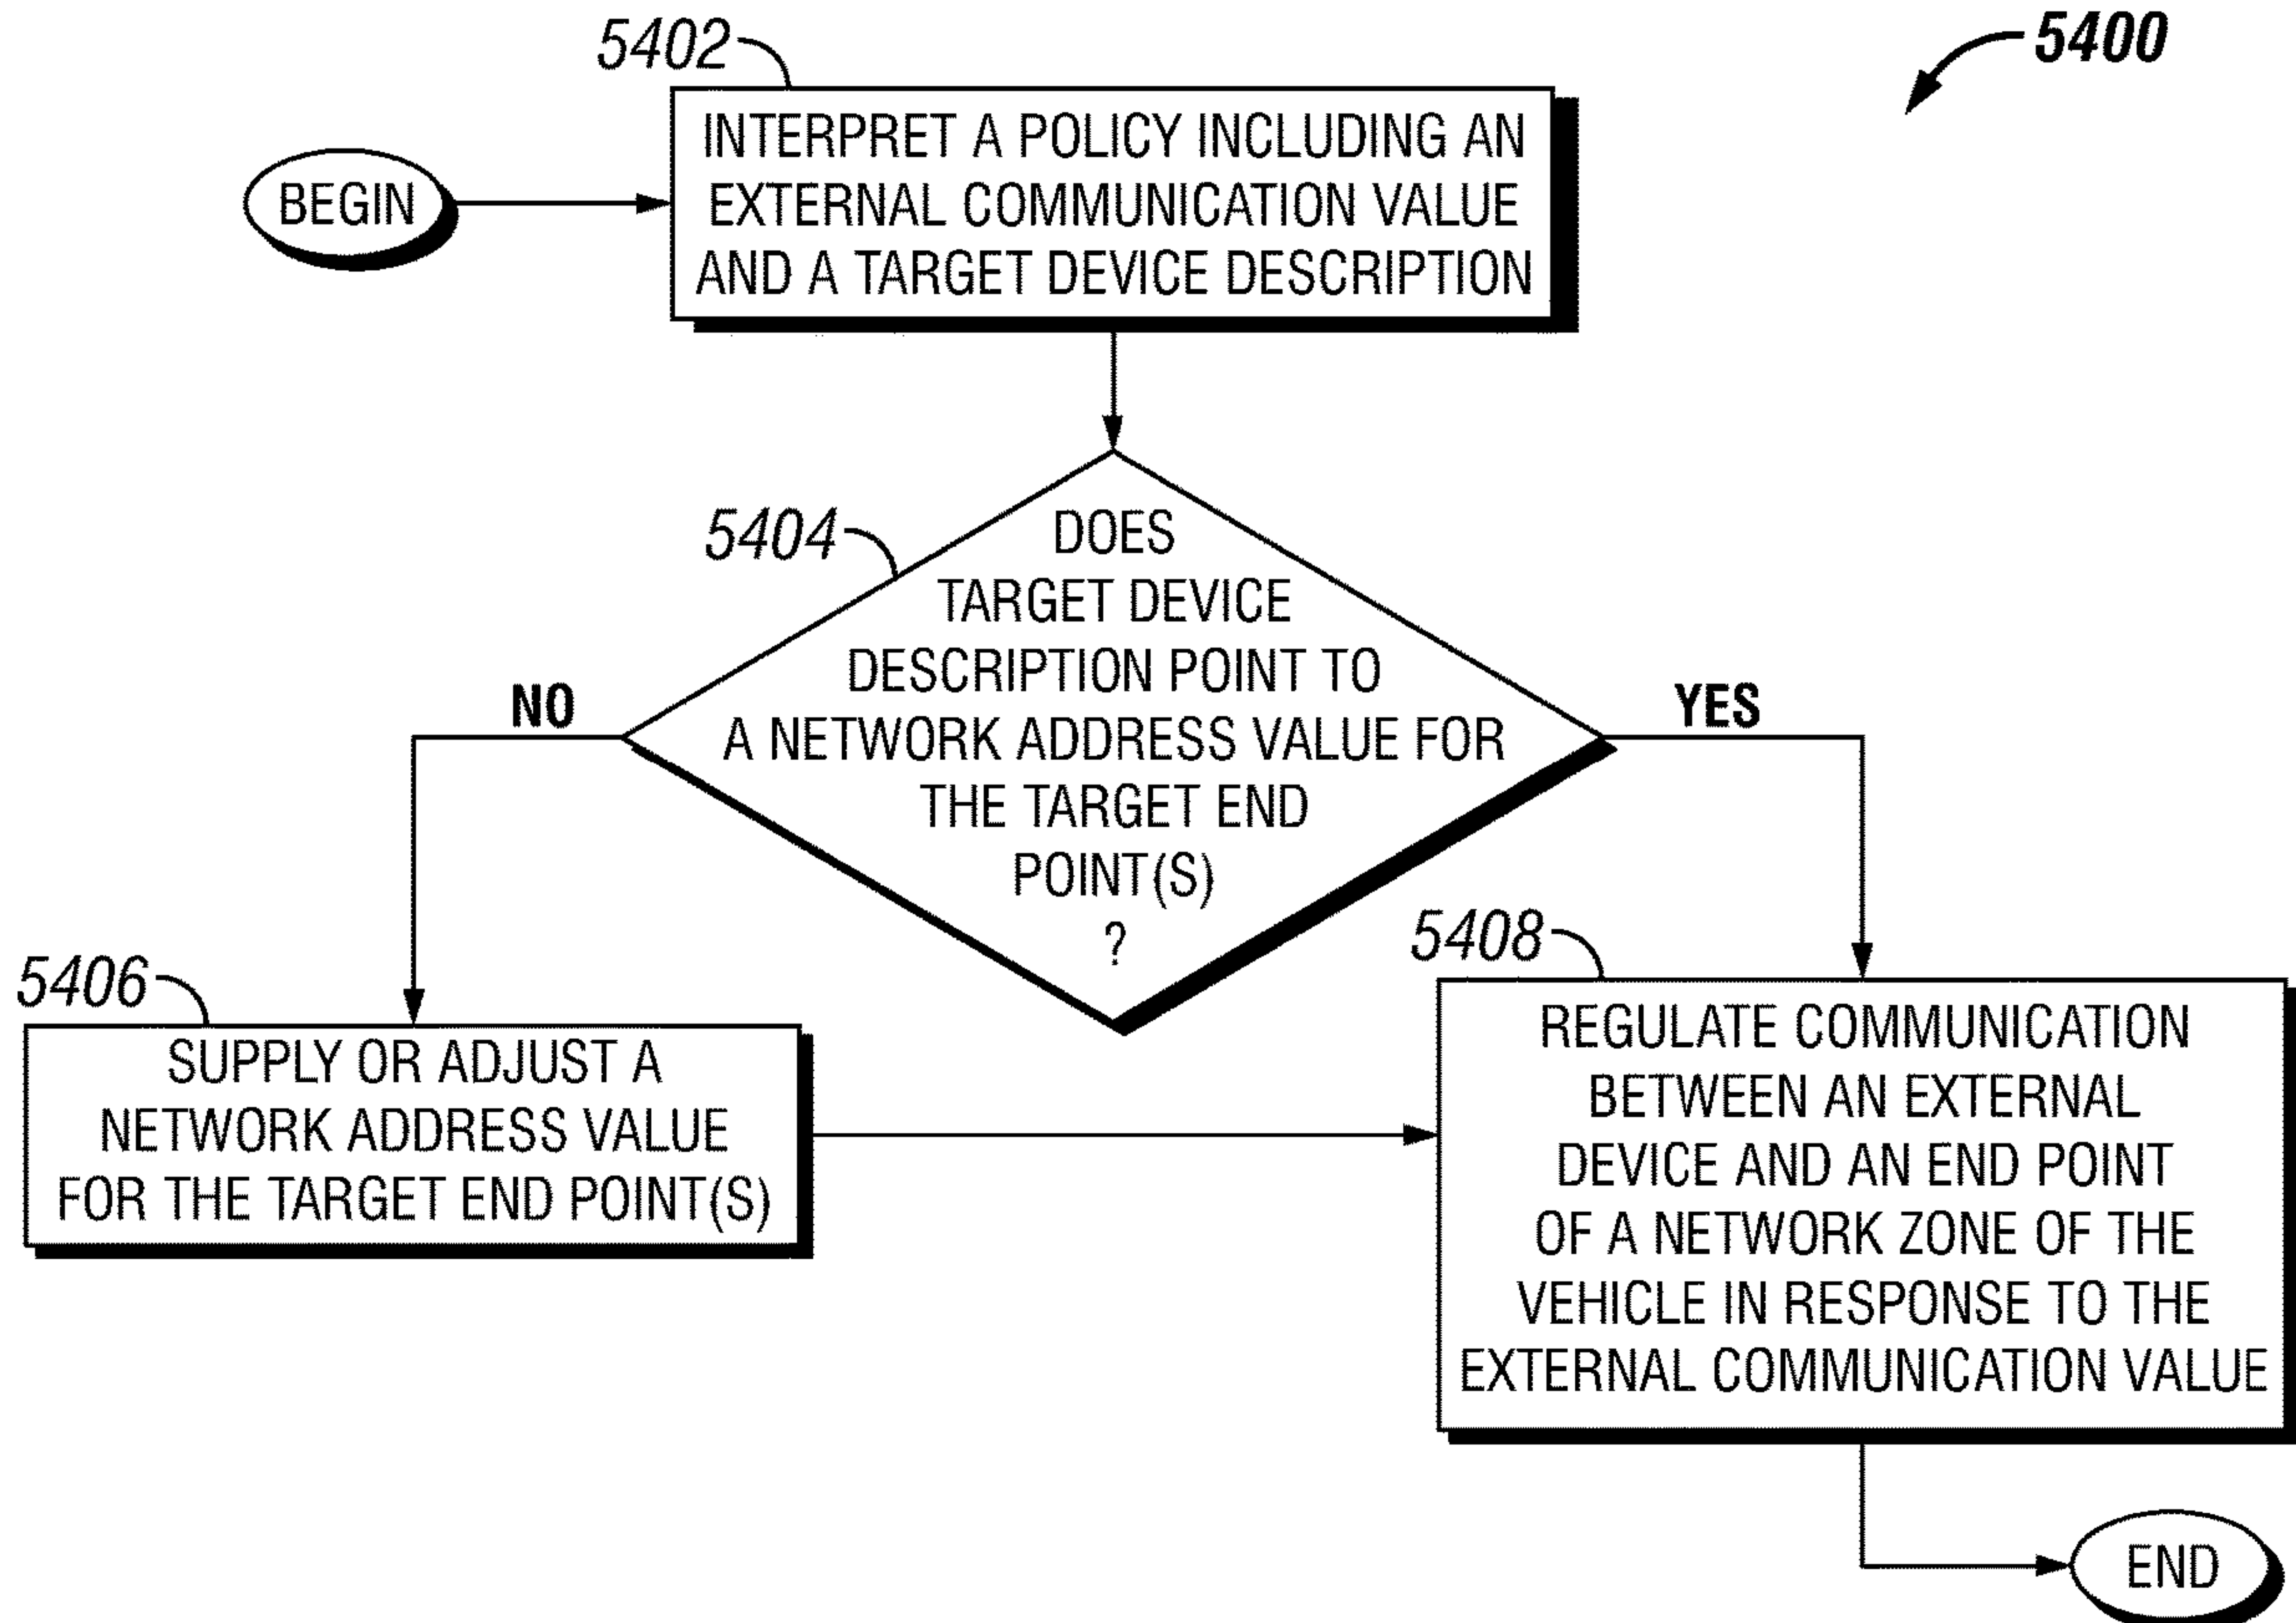 5400
5402
BEGIN
INTERPRET A POLICY INCLUDING AN
EXTERNAL COMMUNICATION VALUE
AND A TARGET DEVICE DESCRIPTION
5404
DOES
TARGET DEVICE
DESCRIPTION POINT TO
A NETWORK ADDRESS VALUE FOR
THE TARGET END
POINT(S)
?
NO
YES
5406
SUPPLY OR ADJUST A
NETWORK ADDRESS VALUE
FOR THE TARGET END POINT(S)
5408
REGULATE COMMUNICATION
BETWEEN AN EXTERNAL
DEVICE AND AN END POINT
OF A NETWORK ZONE OF THE
VEHICLE IN RESPONSE TO THE
EXTERNAL COMMUNICATION VALUE
END